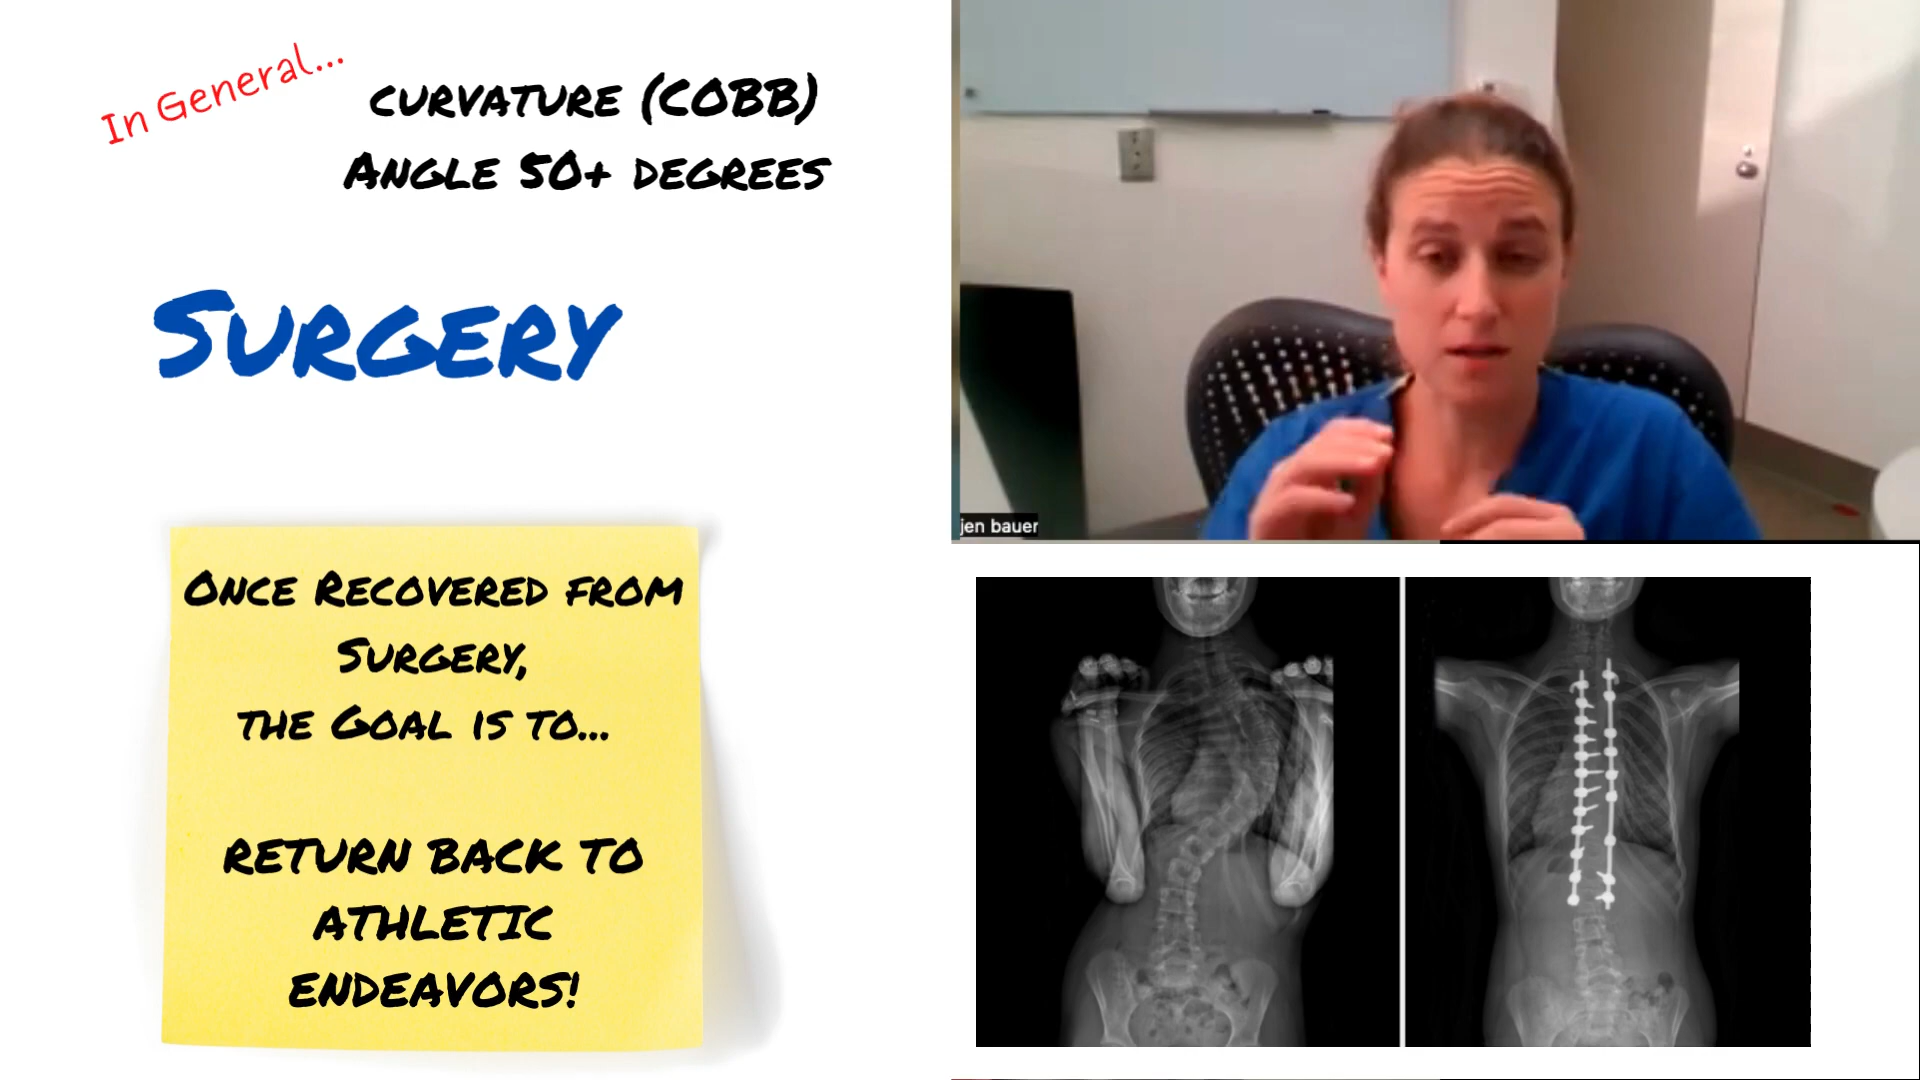 In General...
CURVATURE (COBB)
ANGLE 50+ DEGREES
SURGERY
ONCE RECOVERED FROM
SURGERY,
THE GOAL IS TO...
RETURN BACK TO
ATHLETIC
ENDEAVORS!
jen bauer